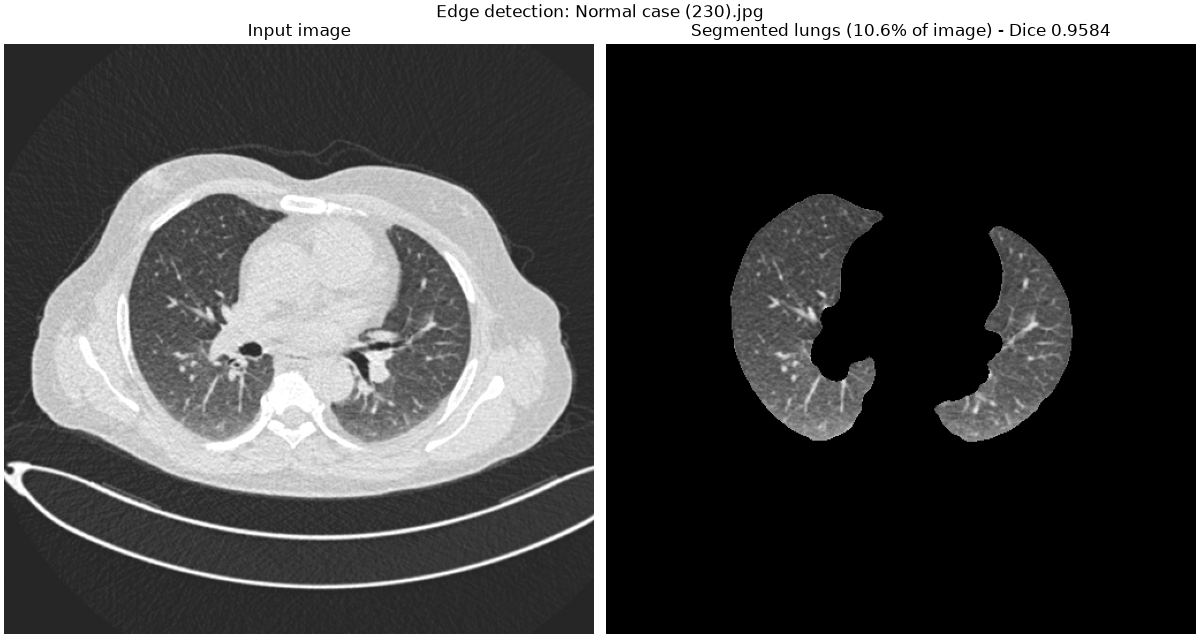 Edge detection: Normal case (230).jpg
Input image
Segmented lungs (10.6% of image) - Dice 0.9584